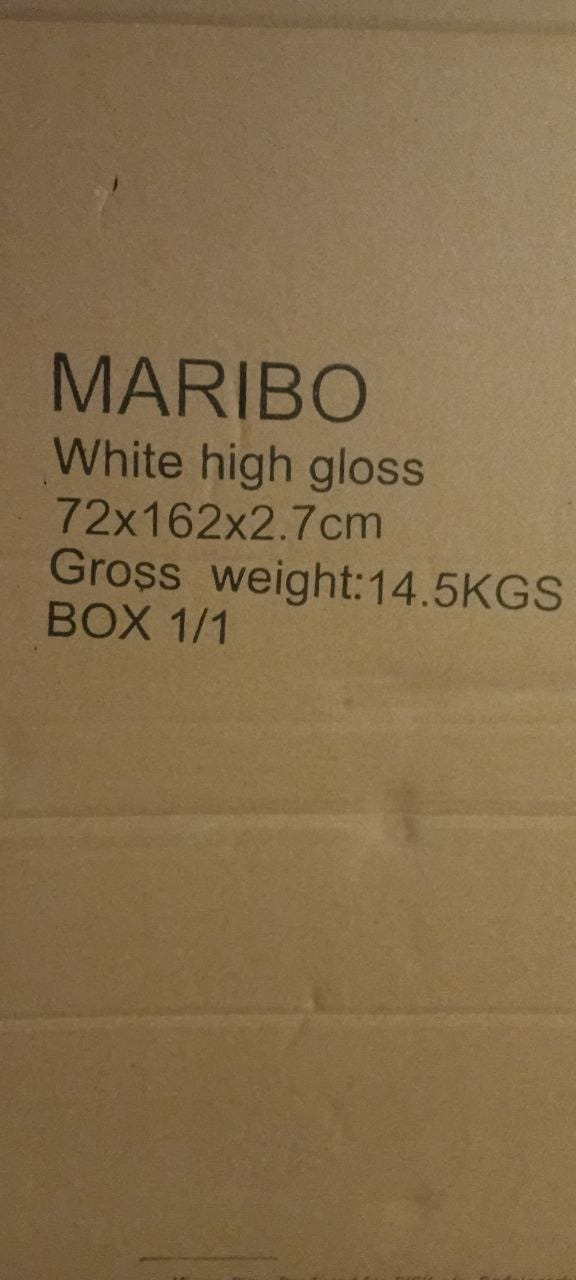 MARIBO
White high gloss
72x162x2.7cm
Gross weight:14.5KGS
BOX 1/1